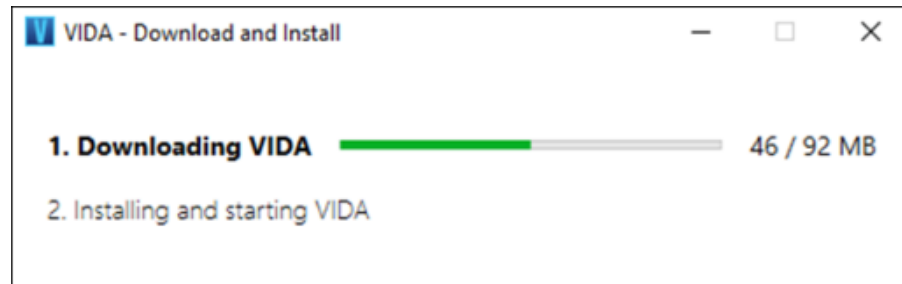 VIDA - Download and Install
1. Downloading VIDA 46 / 92 MB
2. Installing and starting VIDA